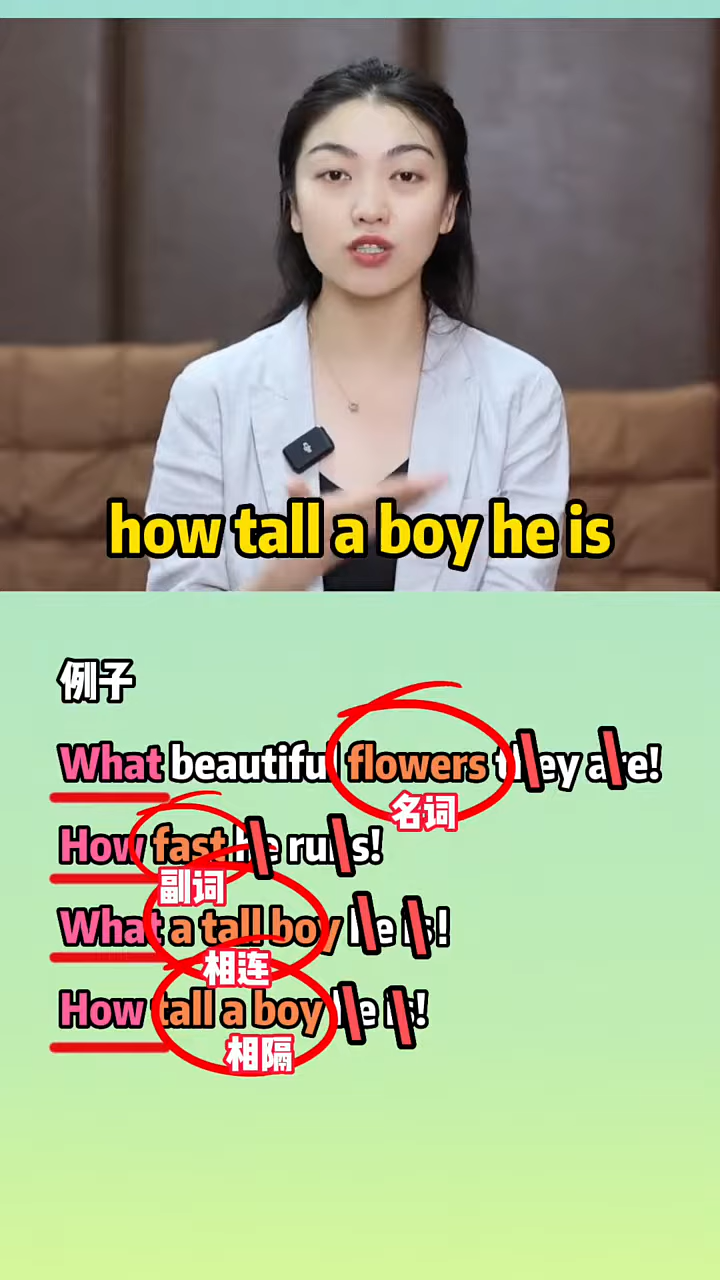 how tall a boy he is
例子
What beautiful flowers they are!
名词
How fast he runs!
副词
What a tall boy he is!
相连
How tall a boy he is!
相隔